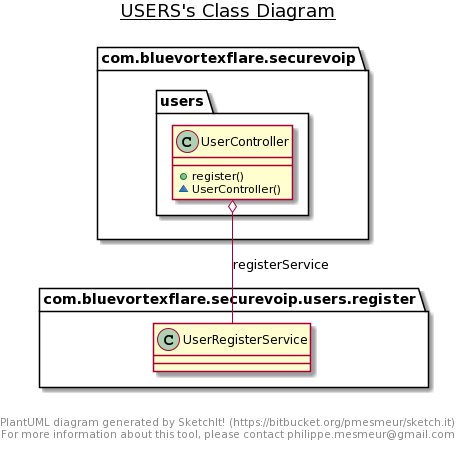 USERS's Class Diagram
com.bluevortexflare.securevoip
users
C UserController
register()
UserController()
registerService
com.bluevortexflare.securevoip.users.register
C UserRegisterService
PlantUML diagram generated by SketchIt! (https://bitbucket.org/pmesmeur/sketch.it)
For more information about this tool, please contact philippe.mesmeur@gmail.com